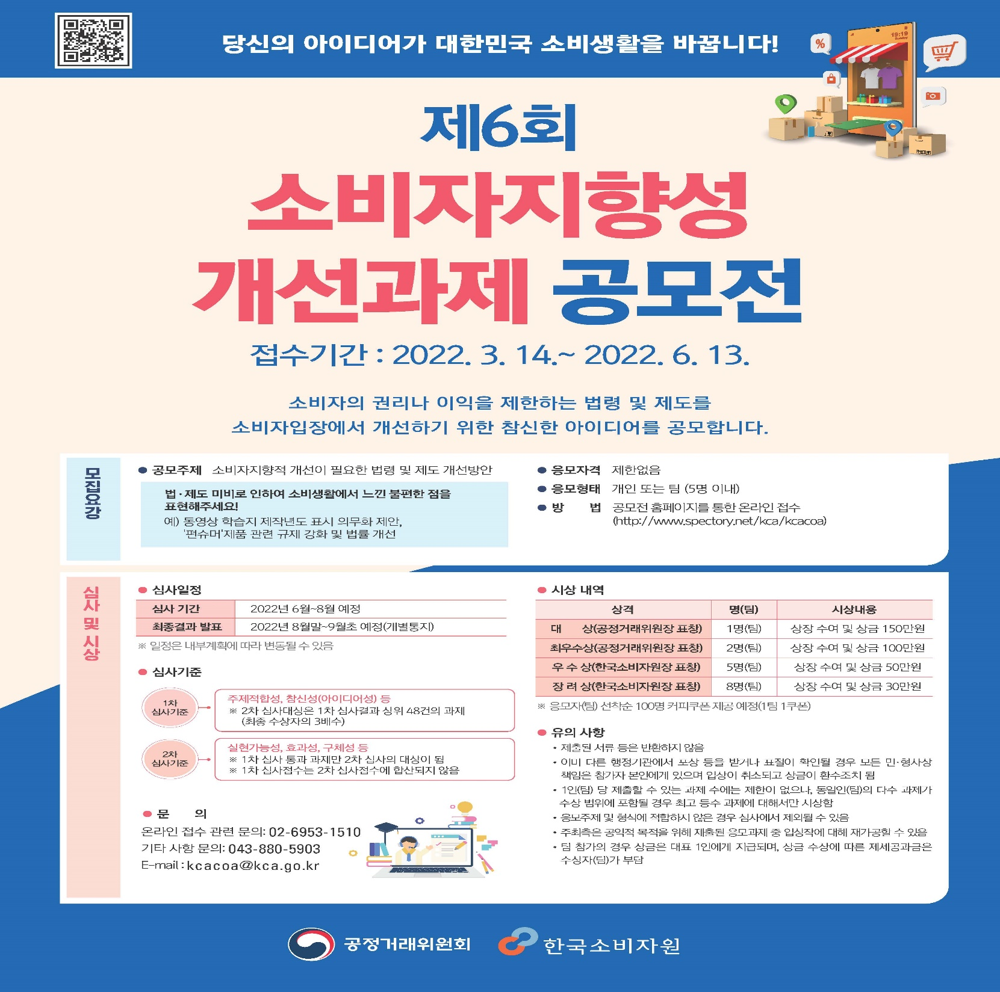 당신의 아이디어가 대한민국 소비생활을 바꿉니다!
%
19:19
Sunday
제6회
소비자지향성
개선과제 공모전
접수기간 : 2022. 3. 14.~ 2022. 6. 13.
소비자의 권리나 이익을 제한하는 법령 및 제도를
소비자입장에서 개선하기 위한 참신한 아이디어를 공모합니다.
모집요강
● 공모주제 소비자지향적 개선이 필요한 법령 및 제도 개선방안
법·제도 미비로 인하여 소비생활에서 느낀 불편한 점을
표현해주세요!
예) 동영상 학습지 제작년도 표시 의무화 제안,
'펀슈머'제품 관련 규제 강화 및 법률 개선
● 응모자격 제한없음
● 응모형태 개인 또는 팀 (5명 이내)
● 방 법 공모전 홈페이지를 통한 온라인 접수
(http://www.spectory.net/kca/kcacoa)
심사 및 시상
● 심사일정
심사 기간 2022년 6월~8월 예정
최종결과 발표 2022년 8월말~9월초 예정(개별통지)
※ 일정은 내부계획에 따라 변동될 수 있음
● 심사기준
1차
심사기준
주제적합성, 참신성(아이디어성) 등
※ 2차 심사대상은 1차 심사결과 상위 48건의 과제
(최종 수상자의 3배수)
2차
심사기준
실현가능성, 효과성, 구체성 등
※ 1차 심사 통과 과제만 2차 심사의 대상이 됨
※ 1차 심사점수는 2차 심사점수에 합산되지 않음
● 문 의
온라인 접수 관련 문의: 02-6953-1510
기타 사항 문의: 043-880-5903
E-mail : kcacoa@kca.go.kr
● 시상 내역
상격 명(팀) 시상내용
대 상(공정거래위원장 표창) 1명(팀) 상장 수여 및 상금 150만원
최우수상(공정거래위원장 표창) 2명(팀) 상장 수여 및 상금 100만원
우 수 상(한국소비자원장 표창) 5명(팀) 상장 수여 및 상금 50만원
장 려 상(한국소비자원장 표창) 8명(팀) 상장 수여 및 상금 30만원
※ 응모자(팀) 선착순 100명 커피쿠폰 제공 예정(1팀 1쿠폰)
● 유의 사항
• 제출된 서류 등은 반환하지 않음
• 이미 다른 행정기관에서 포상 등을 받거나 표절이 확인될 경우 모든 민·형사상
책임은 참가자 본인에게 있으며 입상이 취소되고 상금이 환수조치 됨
• 1인(팀) 당 제출할 수 있는 과제 수에는 제한이 없으나, 동일인(팀)의 다수 과제가
수상 범위에 포함될 경우 최고 등수 과제에 대해서만 시상함
• 응모주제 및 형식에 적합하지 않은 경우 심사에서 제외될 수 있음
• 주최측은 공익적 목적을 위해 제출된 응모과제 중 입상작에 대해 재가공할 수 있음
• 팀 참가의 경우 상금은 대표 1인에게 지급되며, 상금 수상에 따른 제세공과금은
수상자(팀)가 부담
공정거래위원회
한국소비자원